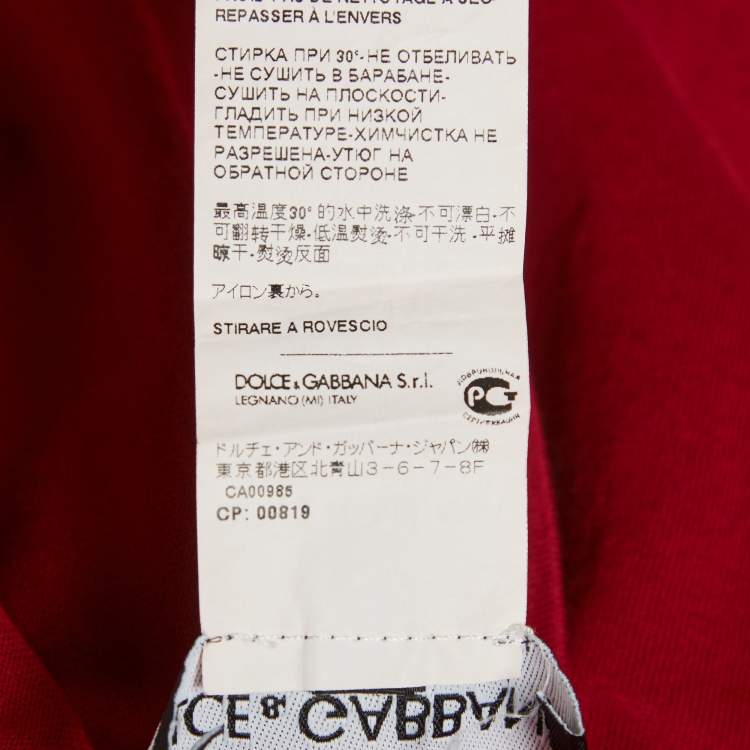 REPASSER À L'ENVERS
СТИРКА ПРИ 30°-НЕ ОТБЕЛИВАТЬ
-НЕ СУШИТЬ В БАРАБАНЕ-
СУШИТЬ НА ПЛОСКОСТИ-
ГЛАДИТЬ ПРИ НИЗКОЙ
ТЕМПЕРАТУРЕ-ХИМЧИСТКА НЕ
РАЗРЕШЕНА-УТЮГ НА
ОБРАТНОЙ СТОРОНЕ
最高温度30°的水中洗涤·不可漂白·不
可翻转干燥·低温熨烫·不可干洗·平摊
晾干·熨烫反面
アイロン裏から。
STIRARE A ROVESCIO
DOLCE&GABBANA S.r.l.
LEGNANO (MI) ITALY
ДОБРОВОЛЬНАЯ
РСТ
СЕРТИФИКАЦИЯ
ドルチェ・アンド・ガッバーナ・ジャパン㈱
東京都港区北青山3-6-7-8F
CA00985
CP: 00819
CE & GABBAN